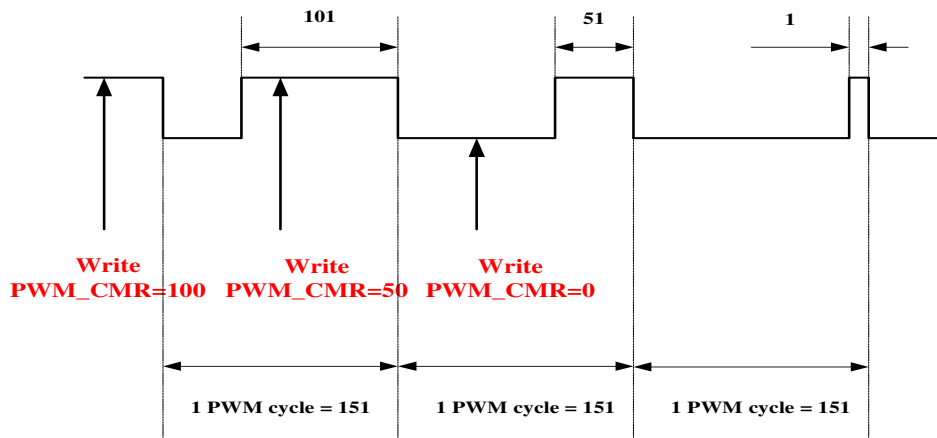 101
51
1
Write
PWM_CMR=100
Write
PWM_CMR=50
Write
PWM_CMR=0
1 PWM cycle = 151
1 PWM cycle = 151
1 PWM cycle = 151